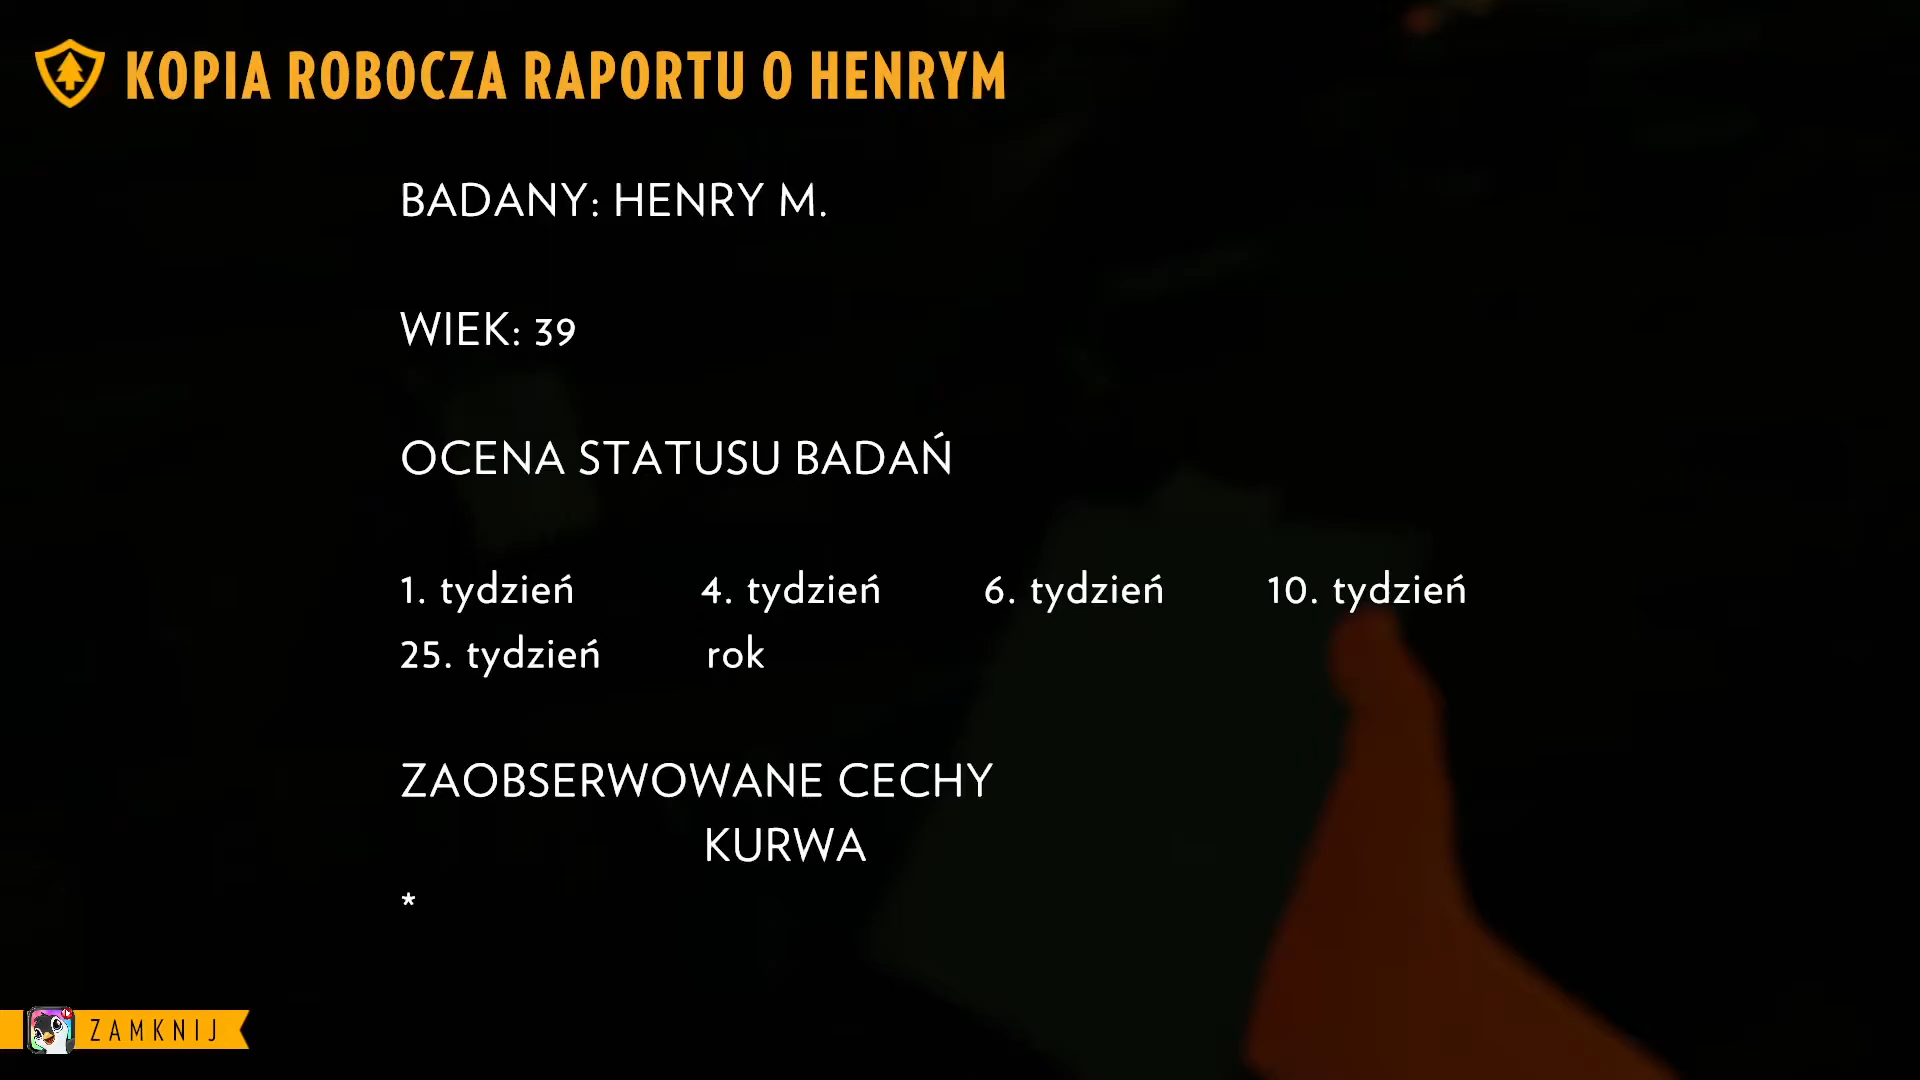 KOPIA ROBOCZA RAPORTU O HENRYM
BADANY: HENRY M.
WIEK: 39
OCENA STATUSU BADAŃ
1. tydzień 4. tydzień 6. tydzień 10. tydzień
25. tydzień rok
ZAOBSERWOWANE CECHY
KURWA
*
ZAMKNIJ